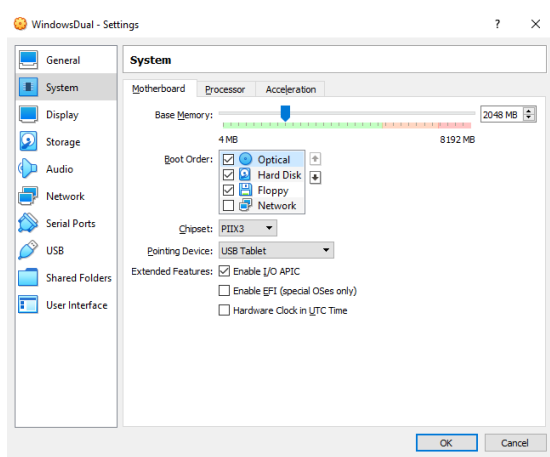 WindowsDual - Settings ? ×
General
System
Display
Storage
Audio
Network
Serial Ports
USB
Shared Folders
User Interface
System
Motherboard Processor Acceleration
Base Memory: 2048 MB
4 MB 8192 MB
Boot Order: Optical
Hard Disk
Floppy
Network
Chipset: PIIX3
Pointing Device: USB Tablet
Extended Features: Enable I/O APIC
Enable EFI (special OSes only)
Hardware Clock in UTC Time
OK Cancel